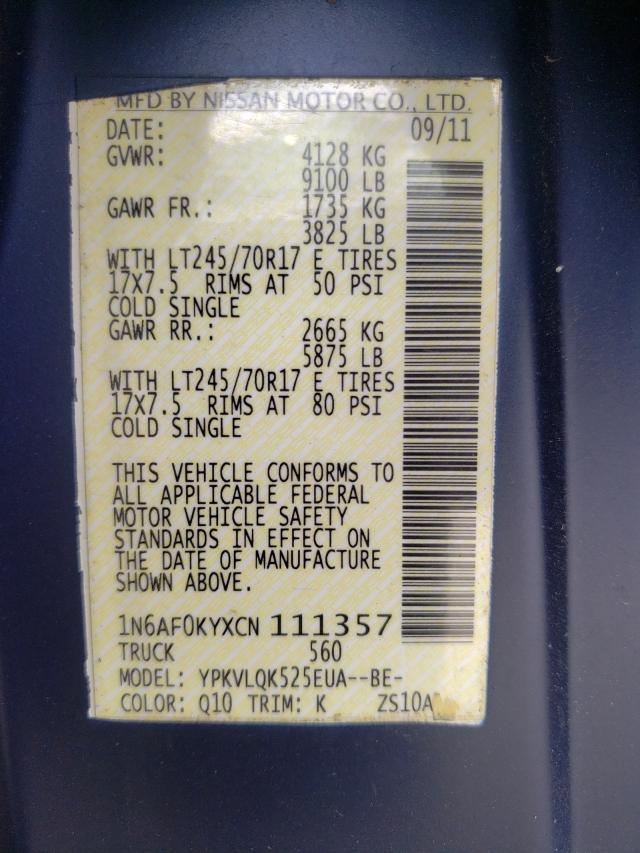 MFD BY NISSAN MOTOR CO., LTD.
DATE: 09/11
GVWR: 4128 KG
9100 LB
GAWR FR.: 1735 KG
3825 LB
WITH LT245/70R17 E TIRES
17X7.5 RIMS AT 50 PSI
COLD SINGLE
GAWR RR.: 2665 KG
5875 LB
WITH LT245/70R17 E TIRES
17X7.5 RIMS AT 80 PSI
COLD SINGLE
THIS VEHICLE CONFORMS TO
ALL APPLICABLE FEDERAL
MOTOR VEHICLE SAFETY
STANDARDS IN EFFECT ON
THE DATE OF MANUFACTURE
SHOWN ABOVE.
1N6AF0KYXCN 111357
TRUCK 560
MODEL: YPKVLQK525EUA--BE-
COLOR: Q10 TRIM: K ZS10A